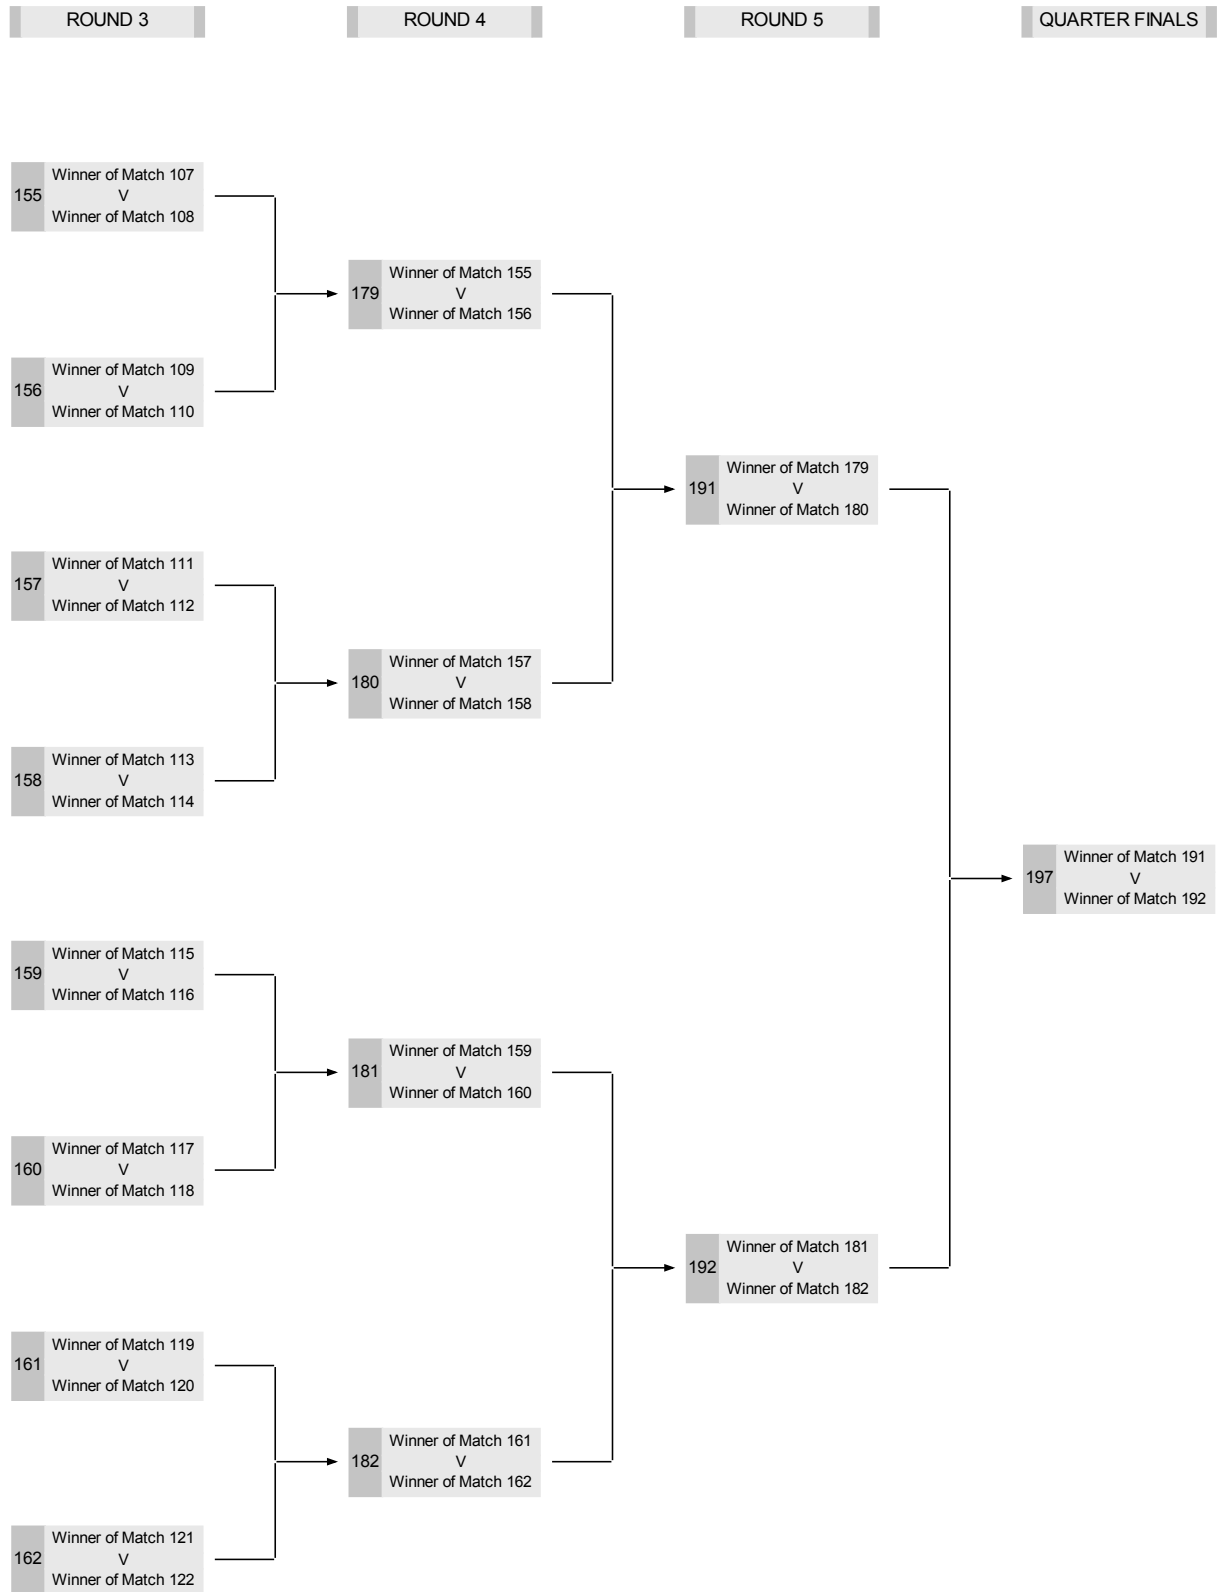 ROUND 3
ROUND 4
ROUND 5
QUARTER FINALS
155
Winner of Match 107
V
Winner of Match 108
156
Winner of Match 109
V
Winner of Match 110
157
Winner of Match 111
V
Winner of Match 112
158
Winner of Match 113
V
Winner of Match 114
159
Winner of Match 115
V
Winner of Match 116
160
Winner of Match 117
V
Winner of Match 118
161
Winner of Match 119
V
Winner of Match 120
162
Winner of Match 121
V
Winner of Match 122
179
Winner of Match 155
V
Winner of Match 156
180
Winner of Match 157
V
Winner of Match 158
181
Winner of Match 159
V
Winner of Match 160
182
Winner of Match 161
V
Winner of Match 162
191
Winner of Match 179
V
Winner of Match 180
192
Winner of Match 181
V
Winner of Match 182
197
Winner of Match 191
V
Winner of Match 192